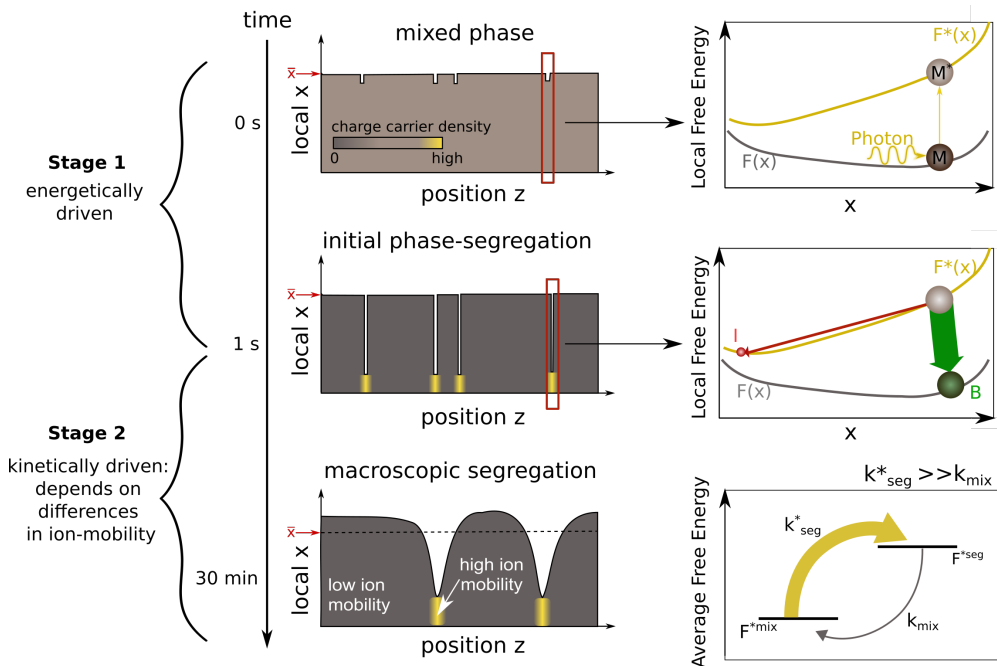 time
Stage 1
energetically
driven
Stage 2
kinetically driven:
depends on
differences
in ion-mobility
0 s
1 s
30 min
mixed phase
x̅
local x
charge carrier density
0 high
position z
Local Free Energy
F*(x)
M*
Photon
M
F(x)
x
initial phase-segregation
x̅
local x
position z
Local Free Energy
F*(x)
I
F(x)
B
x
macroscopic segregation
x̅
local x
low ion
mobility
high ion
mobility
position z
k*seg >>kmix
Average Free Energy
k*seg
F*seg
F*mix
kmix